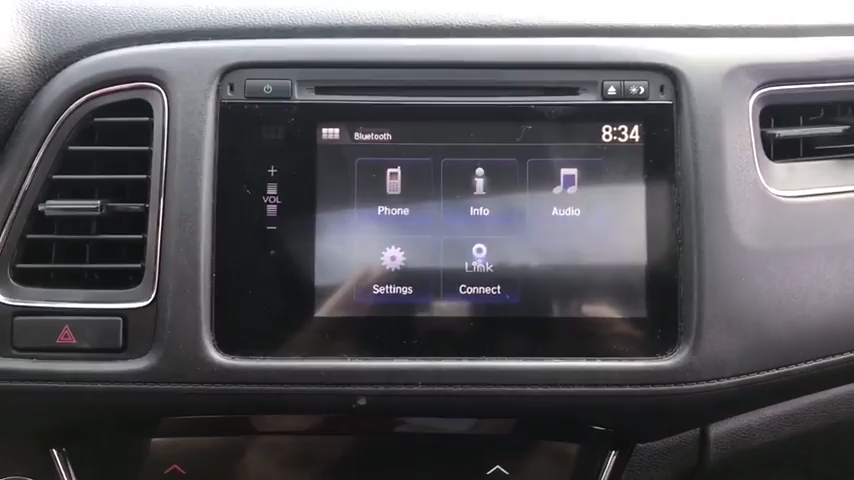 Bluetooth 8:34
+
VOL
−
Phone Info Audio
Link
Settings Connect